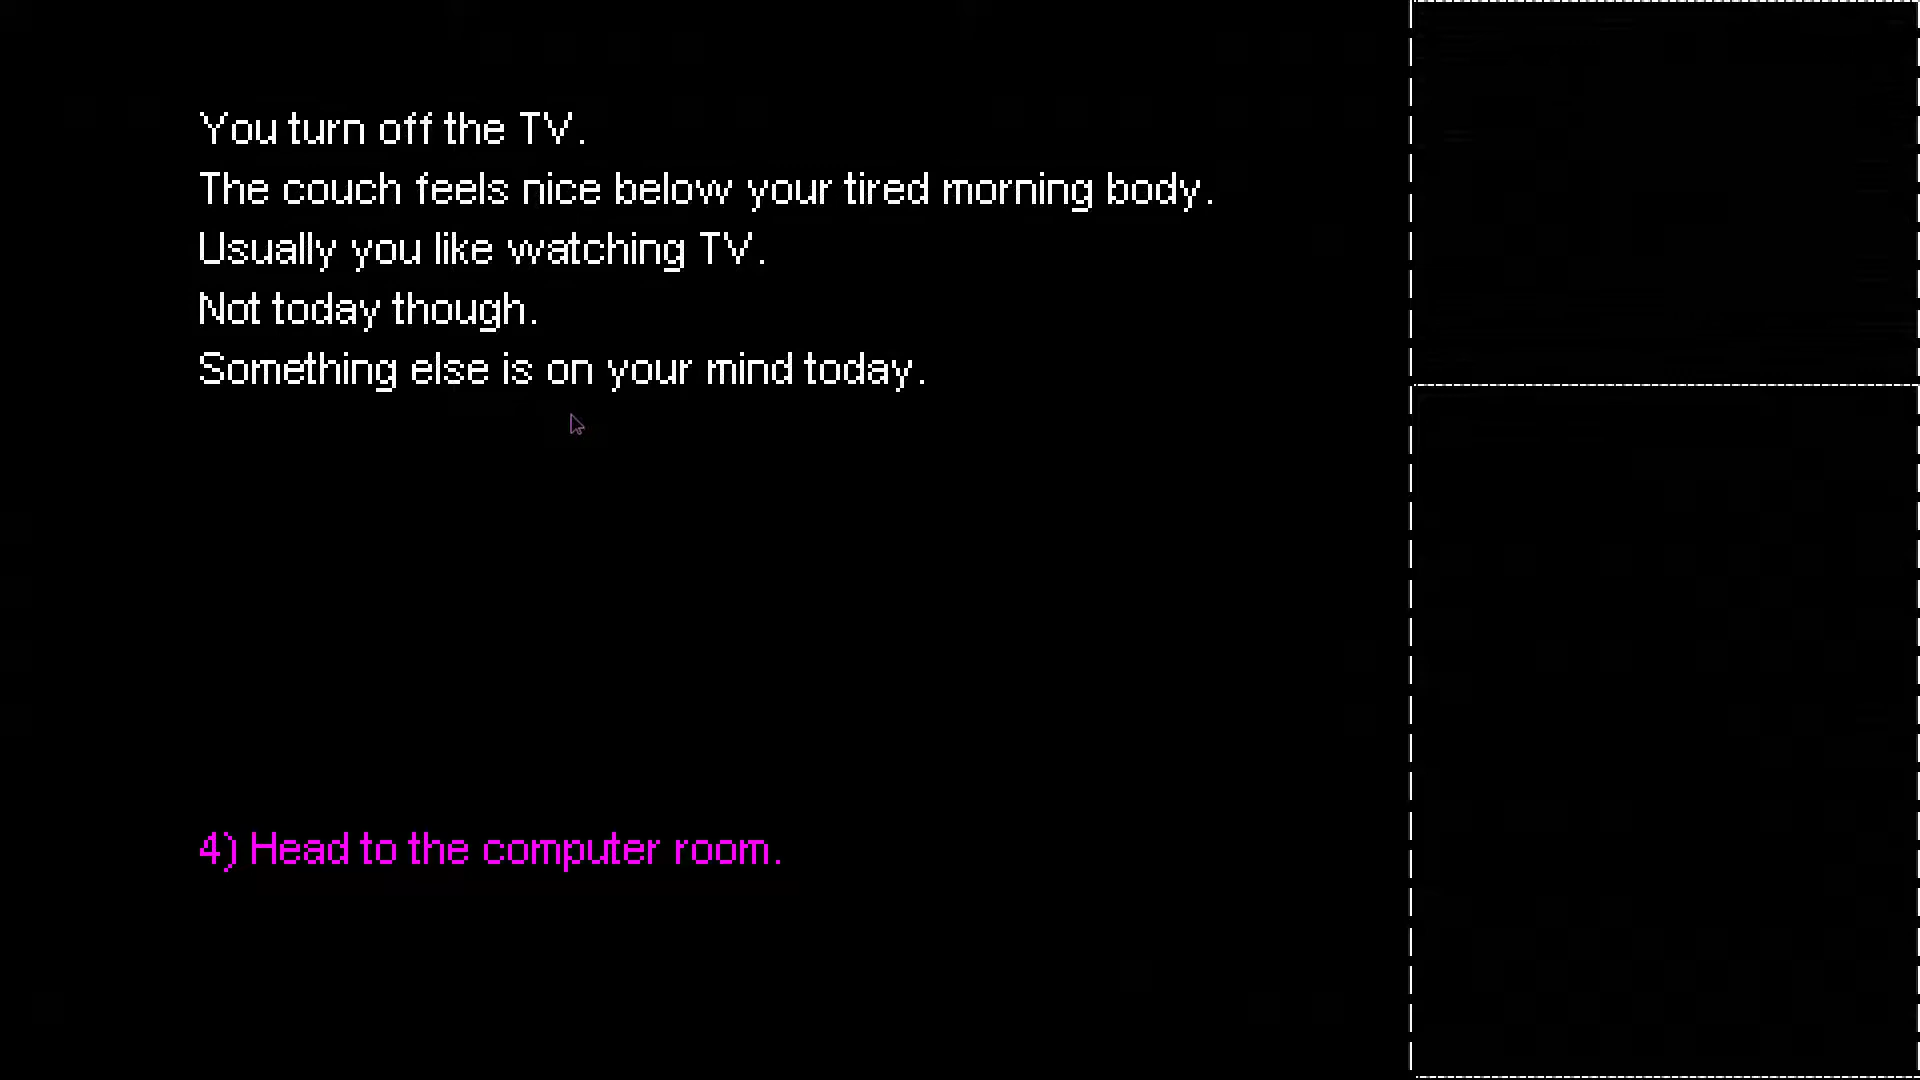 You turn off the TV.
The couch feels nice below your tired morning body.
Usually you like watching TV.
Not today though.
Something else is on your mind today.
4) Head to the computer room.